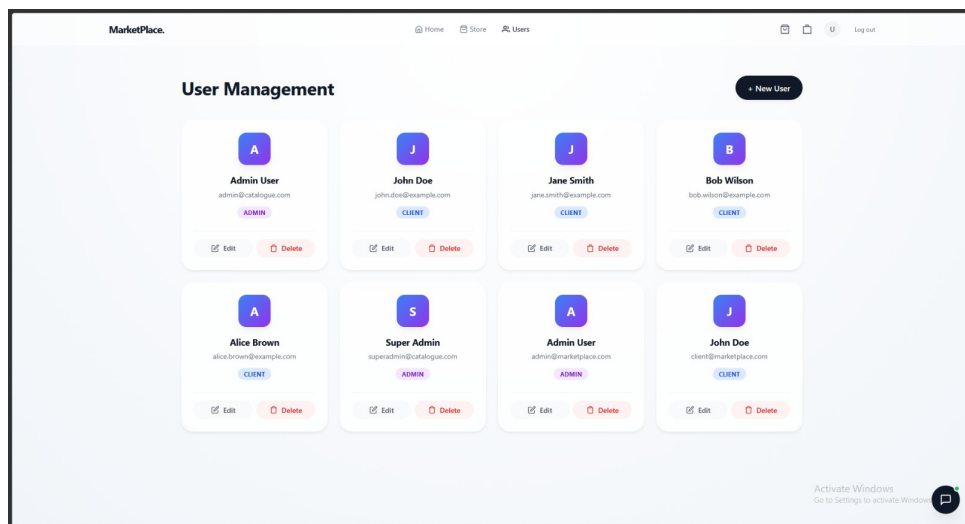 MarketPlace.
Home Store Users
U Log out
User Management
+ New User
A J J B
Admin User John Doe Jane Smith Bob Wilson
admin@catalogue.com john.doe@example.com jane.smith@example.com bob.wilson@example.com
ADMIN CLIENT CLIENT CLIENT
Edit Delete Edit Delete Edit Delete Edit Delete
A S A J
Alice Brown Super Admin Admin User John Doe
alice.brown@example.com superadmin@catalogue.com admin@marketplace.com client@marketplace.com
CLIENT ADMIN ADMIN CLIENT
Edit Delete Edit Delete Edit Delete Edit Delete
Activate Windows
Go to Settings to activate Windows